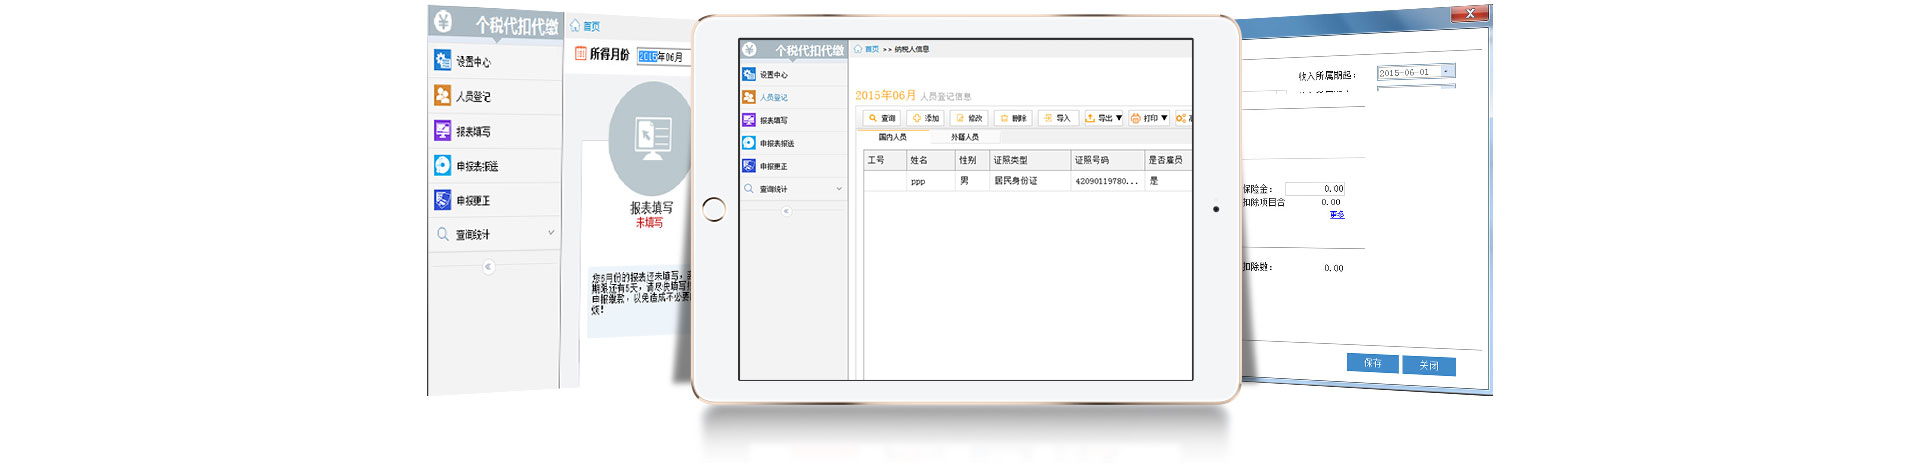 个税代扣代缴
设置中心
人员登记
报表填写
申报表报送
申报更正
查询统计
首页
所得月份
2015年06月
报表填写
未填写
您6月份的报表还未填写，
期限还有5天，请尽快填写
申报缴款，以免造成不必要
烦！
个税代扣代缴
设置中心
人员登记
报表填写
申报表报送
申报更正
查询统计
首页 >> 纳税人信息
2015年06月 人员登记信息
查询 添加 修改 删除 导入 导出 打印
国内人员 外籍人员
工号 姓名 性别 证照类型 证照号码 是否雇员
ppp 男 居民身份证 42090119780... 是
收入所属期起： 2015-06-01
保险金： 0.00
扣除项目合 0.00
更多
扣除数： 0.00
保存 关闭